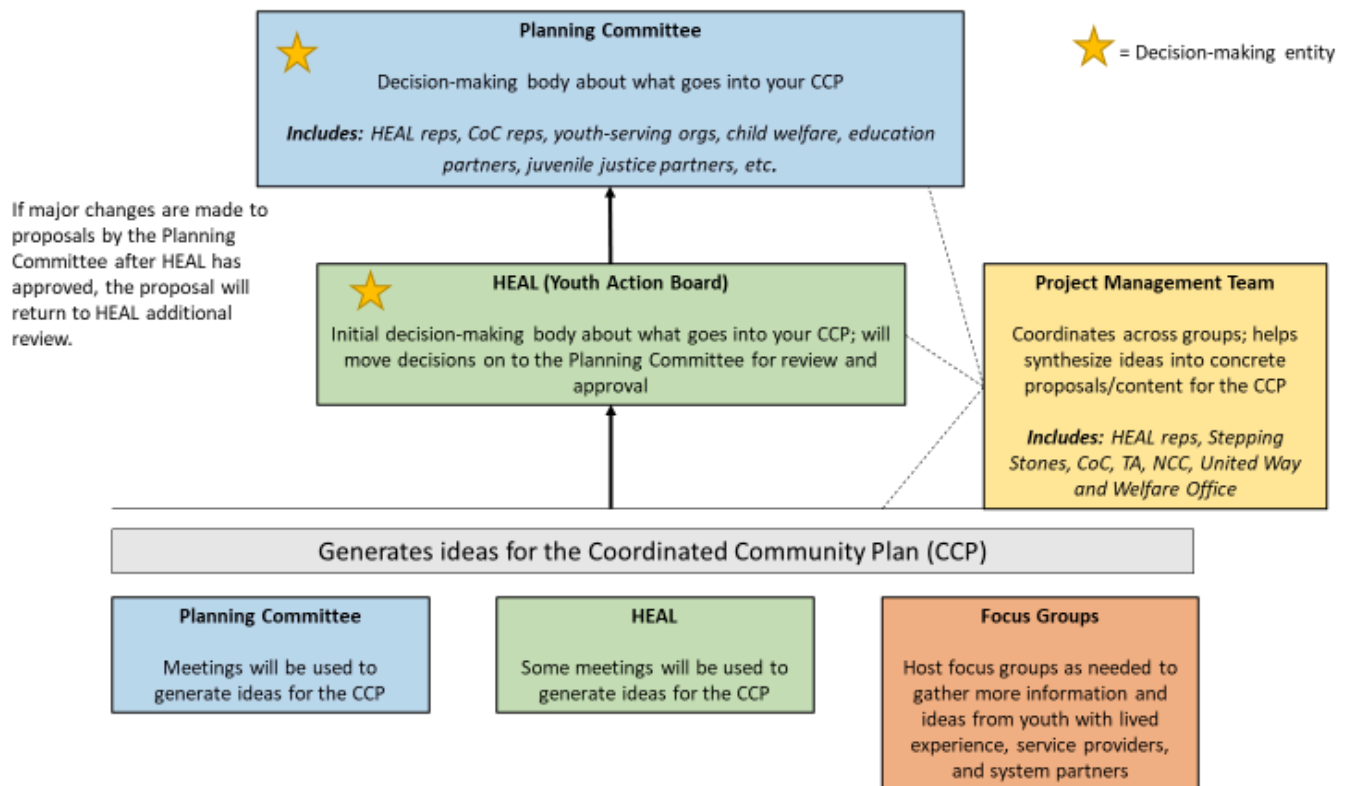 Planning Committee
Decision-making body about what goes into your CCP
Includes: HEAL reps, CoC reps, youth-serving orgs, child welfare, education
partners, juvenile justice partners, etc.
= Decision-making entity
If major changes are made to
proposals by the Planning
Committee after HEAL has
approved, the proposal will
return to HEAL additional
review.
HEAL (Youth Action Board)
Initial decision-making body about what goes into your CCP; will
move decisions on to the Planning Committee for review and
approval
Project Management Team
Coordinates across groups; helps
synthesize ideas into concrete
proposals/content for the CCP
Includes: HEAL reps, Stepping
Stones, CoC, TA, NCC, United Way
and Welfare Office
Generates ideas for the Coordinated Community Plan (CCP)
Planning Committee
Meetings will be used to
generate ideas for the CCP
HEAL
Some meetings will be used to
generate ideas for the CCP
Focus Groups
Host focus groups as needed to
gather more information and
ideas from youth with lived
experience, service providers,
and system partners